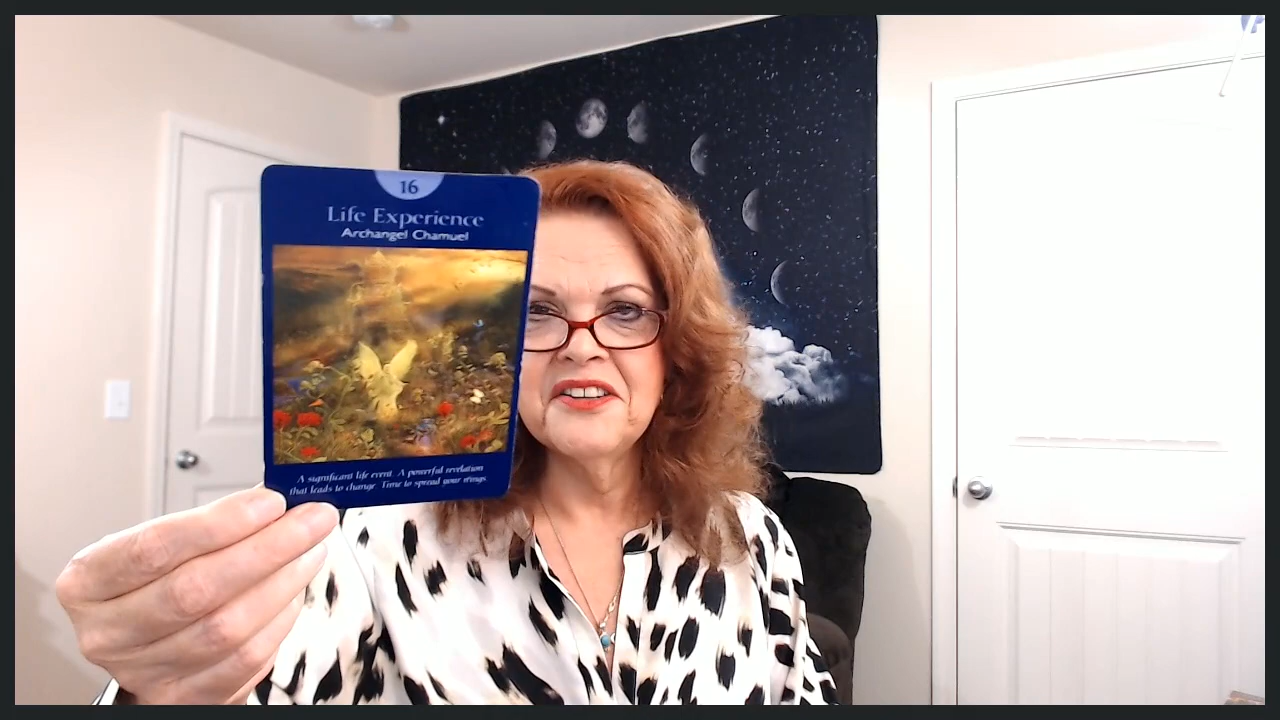 16
Life Experience
Archangel Chamuel
A significant life event. A powerful revelation
that leads to change. Time to spread your wings.